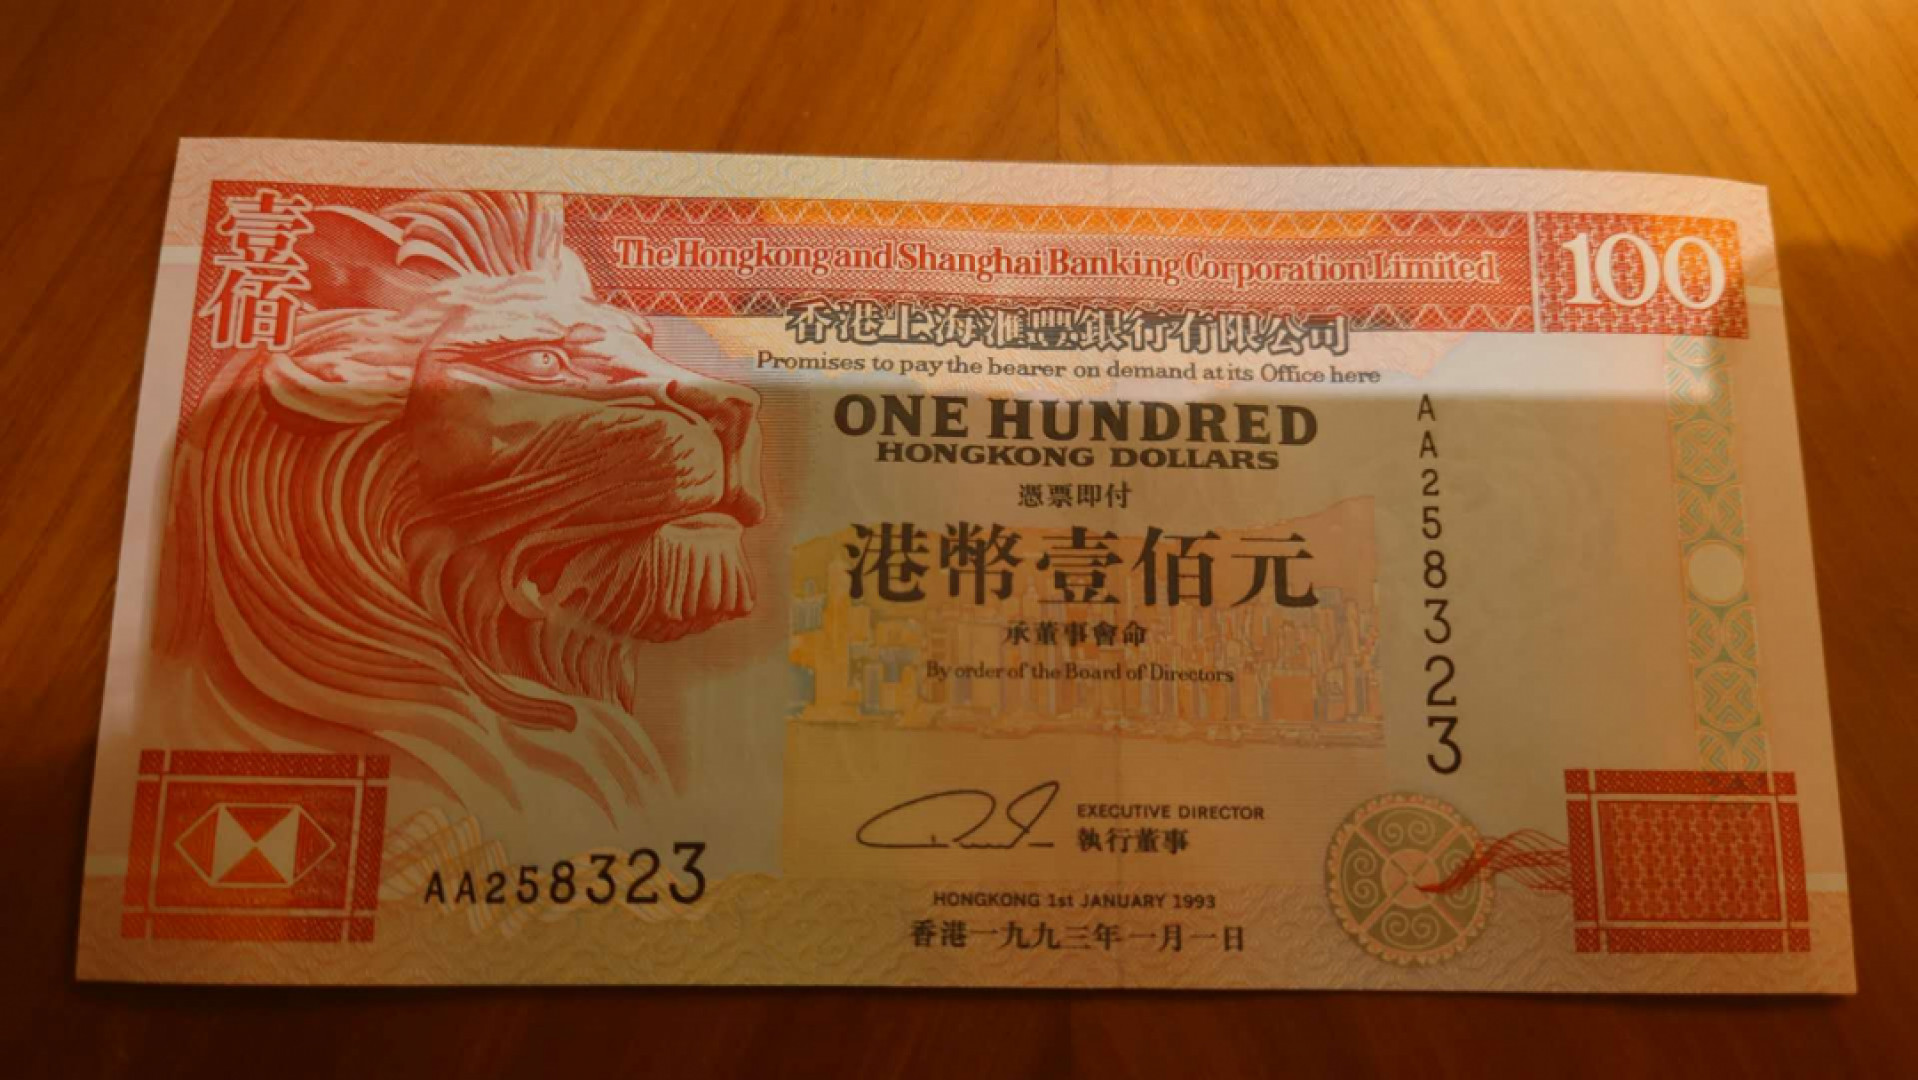 壹佰
The Hongkong and Shanghai Banking Corporation Limited
100
香港上海滙豐銀行有限公司
Promises to pay the bearer on demand at its Office here
ONE HUNDRED
HONGKONG DOLLARS
憑票即付
港幣壹佰元
承董事會命
By order of the Board of Directors
AA258323
EXECUTIVE DIRECTOR
執行董事
AA258323
HONGKONG 1st JANUARY 1993
香港一九九三年一月一日